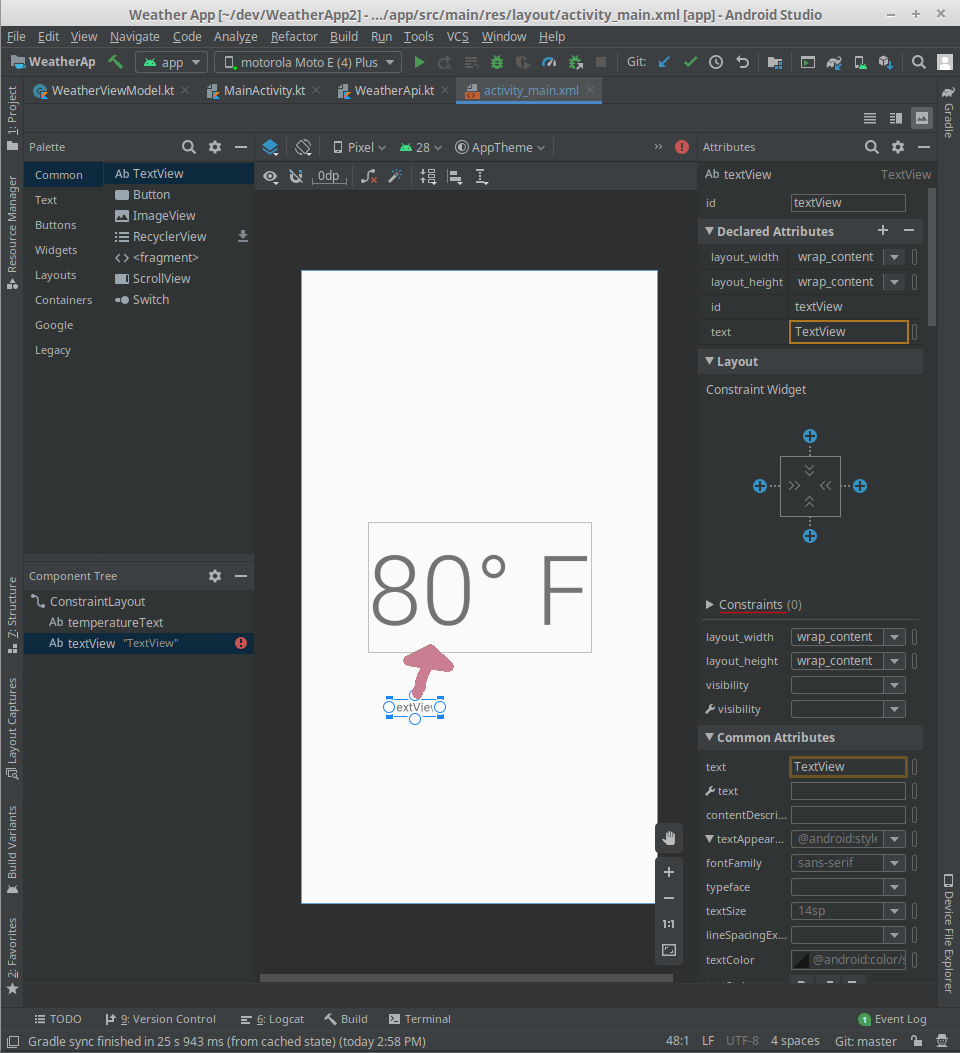 Weather App [~/dev/WeatherApp2] - .../app/src/main/res/layout/activity_main.xml [app] - Android Studio
File Edit View Navigate Code Analyze Refactor Build Run Tools VCS Window Help
WeatherAp app motorola Moto E (4) Plus Git:
WeatherViewModel.kt MainActivity.kt WeatherApi.kt activity_main.xml
1: Project
Resource Manager
7: Structure
Layout Captures
Build Variants
2: Favorites
Palette
Common
Text
Buttons
Widgets
Layouts
Containers
Google
Legacy
Ab TextView
Button
ImageView
RecyclerView
<fragment>
ScrollView
Switch
Component Tree
ConstraintLayout
Ab temperatureText
Ab textView "TextView"
Pixel 28 AppTheme
0dp
80° F
1:1
Attributes
Ab textView TextView
id textView
Declared Attributes
layout_width wrap_content
layout_height wrap_content
id textView
text TextView
Layout
Constraint Widget
Constraints (0)
layout_width wrap_content
layout_height wrap_content
visibility
visibility
Common Attributes
text TextView
text
contentDescri...
textAppear... @android:style
fontFamily sans-serif
typeface
textSize 14sp
lineSpacingEx...
textColor @android:color/s
Gradle
Device File Explorer
TODO 9: Version Control 6: Logcat Build Terminal 1 Event Log
Gradle sync finished in 25 s 943 ms (from cached state) (today 2:58 PM) 48:1 LF UTF-8 4 spaces Git: master